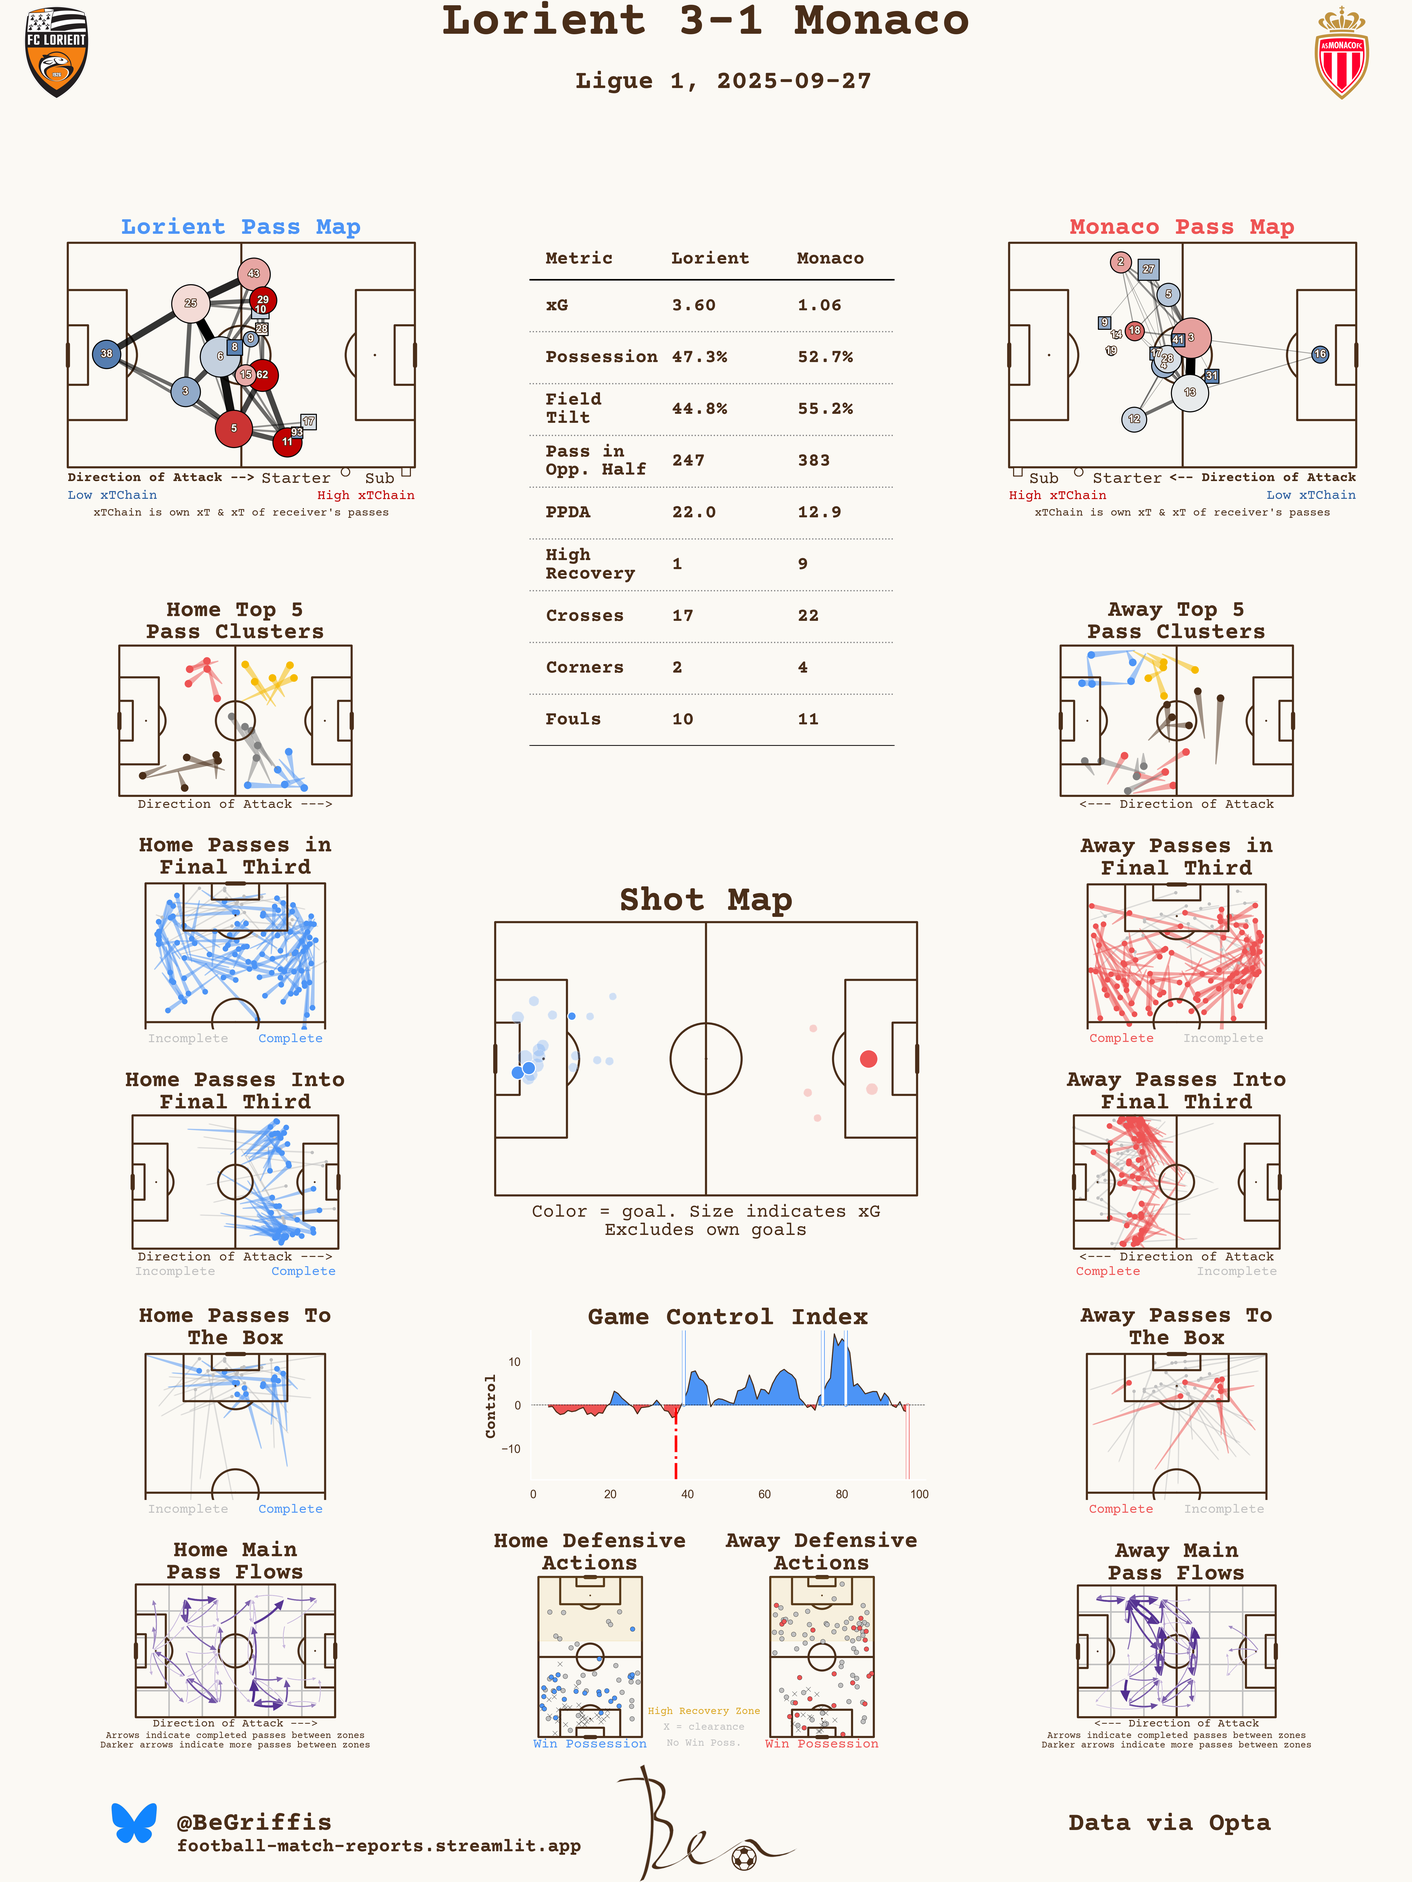 Lorient 3-1 Monaco
Ligue 1, 2025-09-27
FC LORIENT
AS MONACO FC
Lorient Pass Map
43
25
29
10
28
9
8
38
6
15
62
3
5
17
93
11
Direction of Attack --> Starter Sub
Low xTChain High xTChain
xTChain is own xT & xT of receiver's passes
Metric Lorient Monaco
xG 3.60 1.06
Possession 47.3% 52.7%
Field
Tilt 44.8% 55.2%
Pass in
Opp. Half 247 383
PPDA 22.0 12.9
High
Recovery 1 9
Crosses 17 22
Corners 2 4
Fouls 10 11
Monaco Pass Map
2
27
5
9
14
18
41
3
19
17
28
4
16
31
13
12
Sub Starter <-- Direction of Attack
High xTChain Low xTChain
xTChain is own xT & xT of receiver's passes
Home Top 5
Pass Clusters
Direction of Attack --->
Away Top 5
Pass Clusters
<--- Direction of Attack
Home Passes in
Final Third
Incomplete Complete
Away Passes in
Final Third
Complete Incomplete
Shot Map
Color = goal. Size indicates xG
Excludes own goals
Home Passes Into
Final Third
Direction of Attack --->
Incomplete Complete
Away Passes Into
Final Third
<--- Direction of Attack
Complete Incomplete
Home Passes To
The Box
Incomplete Complete
Game Control Index
Control
10
0
−10
0 20 40 60 80 100
Away Passes To
The Box
Complete Incomplete
Home Main
Pass Flows
Direction of Attack --->
Arrows indicate completed passes between zones
Darker arrows indicate more passes between zones
Home Defensive
Actions
Win Possession
Away Defensive
Actions
Win Possession
High Recovery Zone
X = clearance
No Win Poss.
Away Main
Pass Flows
<--- Direction of Attack
Arrows indicate completed passes between zones
Darker arrows indicate more passes between zones
@BeGriffis
football-match-reports.streamlit.app
Ben
Data via Opta